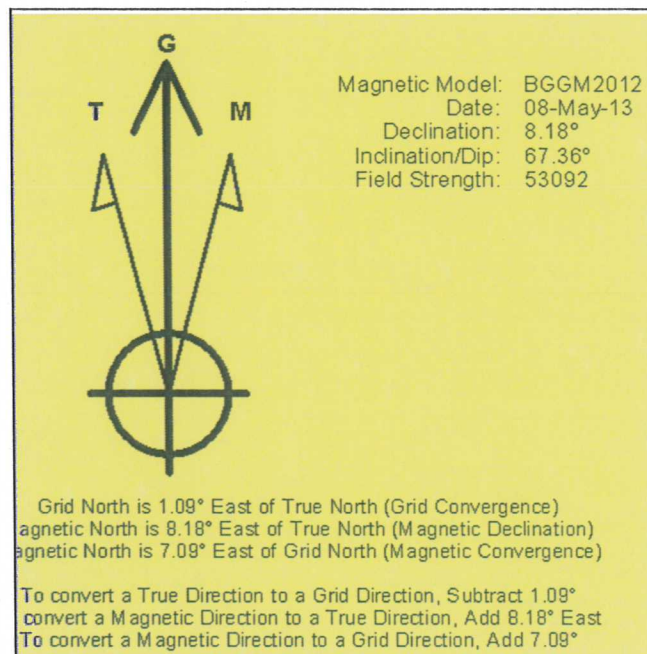 G
T M
Magnetic Model: BGGM2012
Date: 08-May-13
Declination: 8.18°
Inclination/Dip: 67.36°
Field Strength: 53092
Grid North is 1.09° East of True North (Grid Convergence)
agnetic North is 8.18° East of True North (Magnetic Declination)
agnetic North is 7.09° East of Grid North (Magnetic Convergence)
To convert a True Direction to a Grid Direction, Subtract 1.09°
convert a Magnetic Direction to a True Direction, Add 8.18° East
To convert a Magnetic Direction to a Grid Direction, Add 7.09°